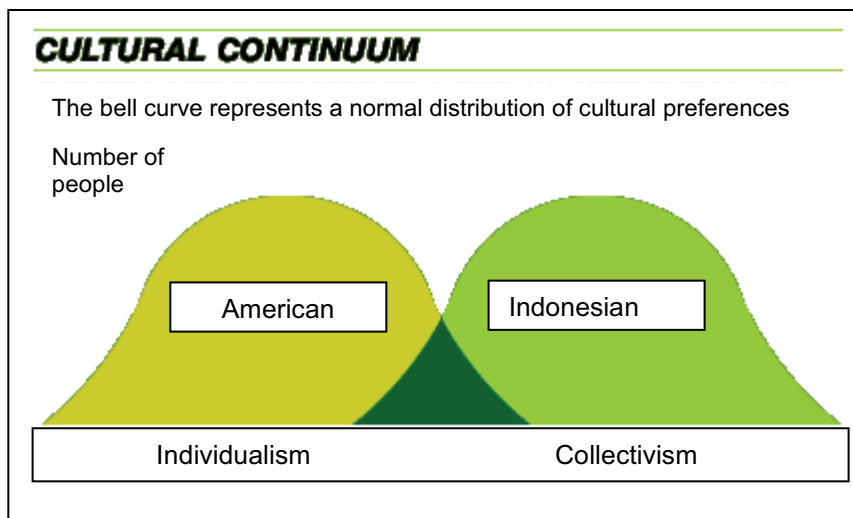 CULTURAL CONTINUUM
The bell curve represents a normal distribution of cultural preferences
Number of
people
American
Indonesian
Individualism
Collectivism